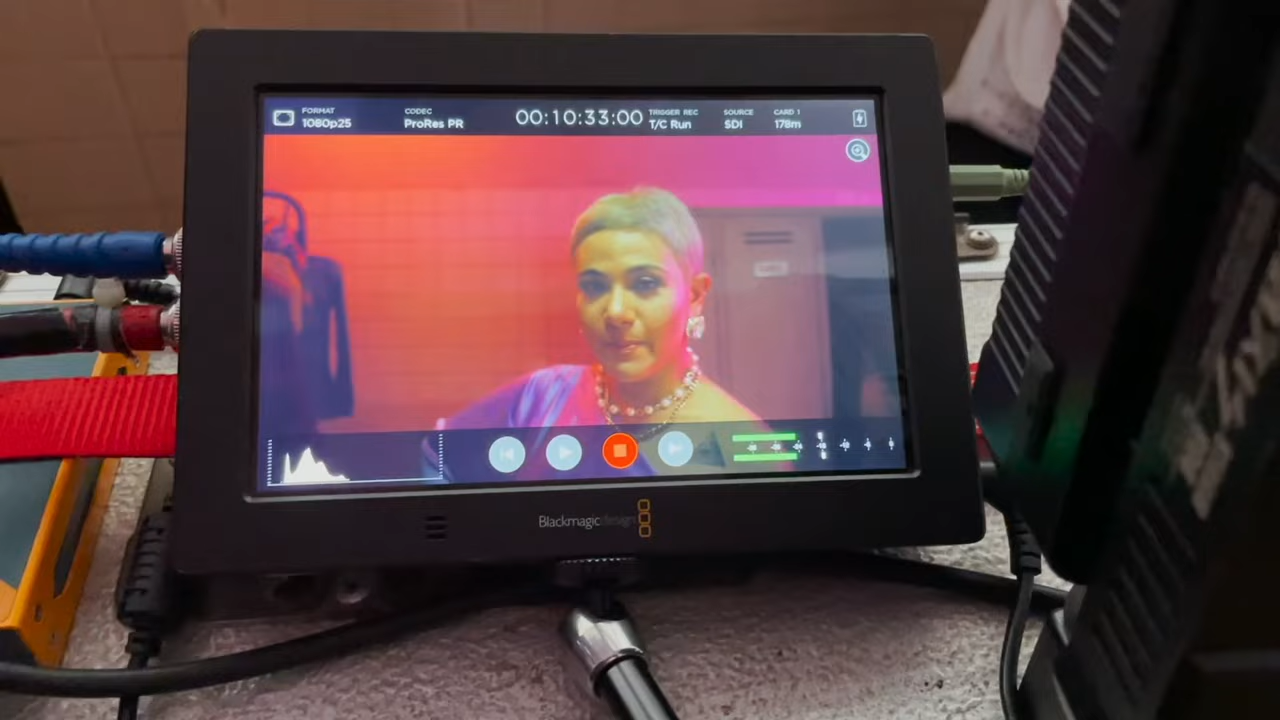 FORMAT
1080p25
CODEC
ProRes PR
00:10:33:00
TRIGGER REC
T/C Run
SOURCE
SDI
CARD 1
178m
Blackmagicdesign